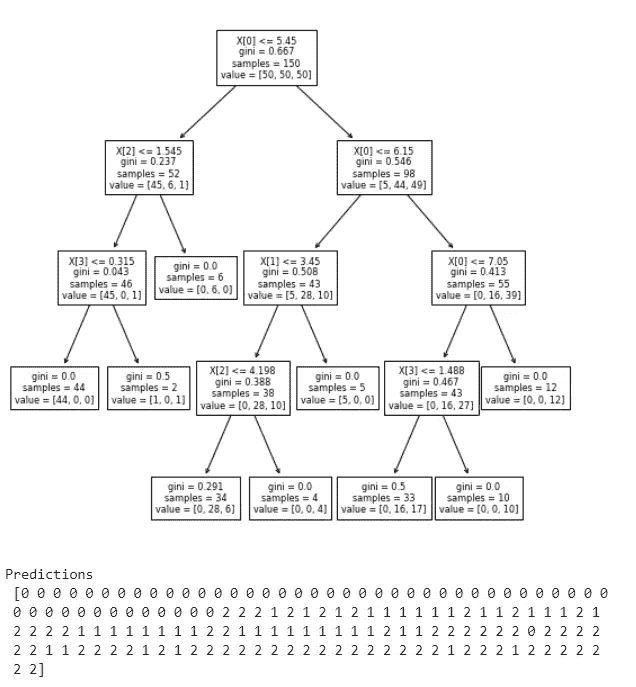 X[0] <= 5.45
gini = 0.667
samples = 150
value = [50, 50, 50]
X[2] <= 1.545
gini = 0.237
samples = 52
value = [45, 6, 1]
X[0] <= 6.15
gini = 0.546
samples = 98
value = [5, 44, 49]
X[3] <= 0.315
gini = 0.043
samples = 46
value = [45, 0, 1]
gini = 0.0
samples = 6
value = [0, 6, 0]
X[1] <= 3.45
gini = 0.508
samples = 43
value = [5, 28, 10]
X[0] <= 7.05
gini = 0.413
samples = 55
value = [0, 16, 39]
gini = 0.0
samples = 44
value = [44, 0, 0]
gini = 0.5
samples = 2
value = [1, 0, 1]
X[2] <= 4.198
gini = 0.388
samples = 38
value = [0, 28, 10]
gini = 0.0
samples = 5
value = [5, 0, 0]
X[3] <= 1.488
gini = 0.467
samples = 43
value = [0, 16, 27]
gini = 0.0
samples = 12
value = [0, 0, 12]
gini = 0.291
samples = 34
value = [0, 28, 6]
gini = 0.0
samples = 4
value = [0, 0, 4]
gini = 0.5
samples = 33
value = [0, 16, 17]
gini = 0.0
samples = 10
value = [0, 0, 10]
Predictions
[0 0 0 0 0 0 0 0 0 0 0 0 0 0 0 0 0 0 0 0 0 0 0 0 0 0 0 0 0 0 0 0 0 0 0 0 0
0 0 0 0 0 0 0 0 0 0 0 0 0 2 2 2 1 2 1 2 1 2 1 1 1 1 1 1 2 1 1 2 1 1 1 2 1
2 2 2 2 1 1 1 1 1 1 1 1 2 2 1 1 1 1 1 1 1 1 1 2 1 1 2 2 2 2 2 2 0 2 2 2 2
2 2 1 1 2 2 2 2 1 2 1 2 2 2 2 2 2 2 2 2 2 2 2 2 2 2 2 1 2 2 2 1 2 2 2 2 2
2 2]